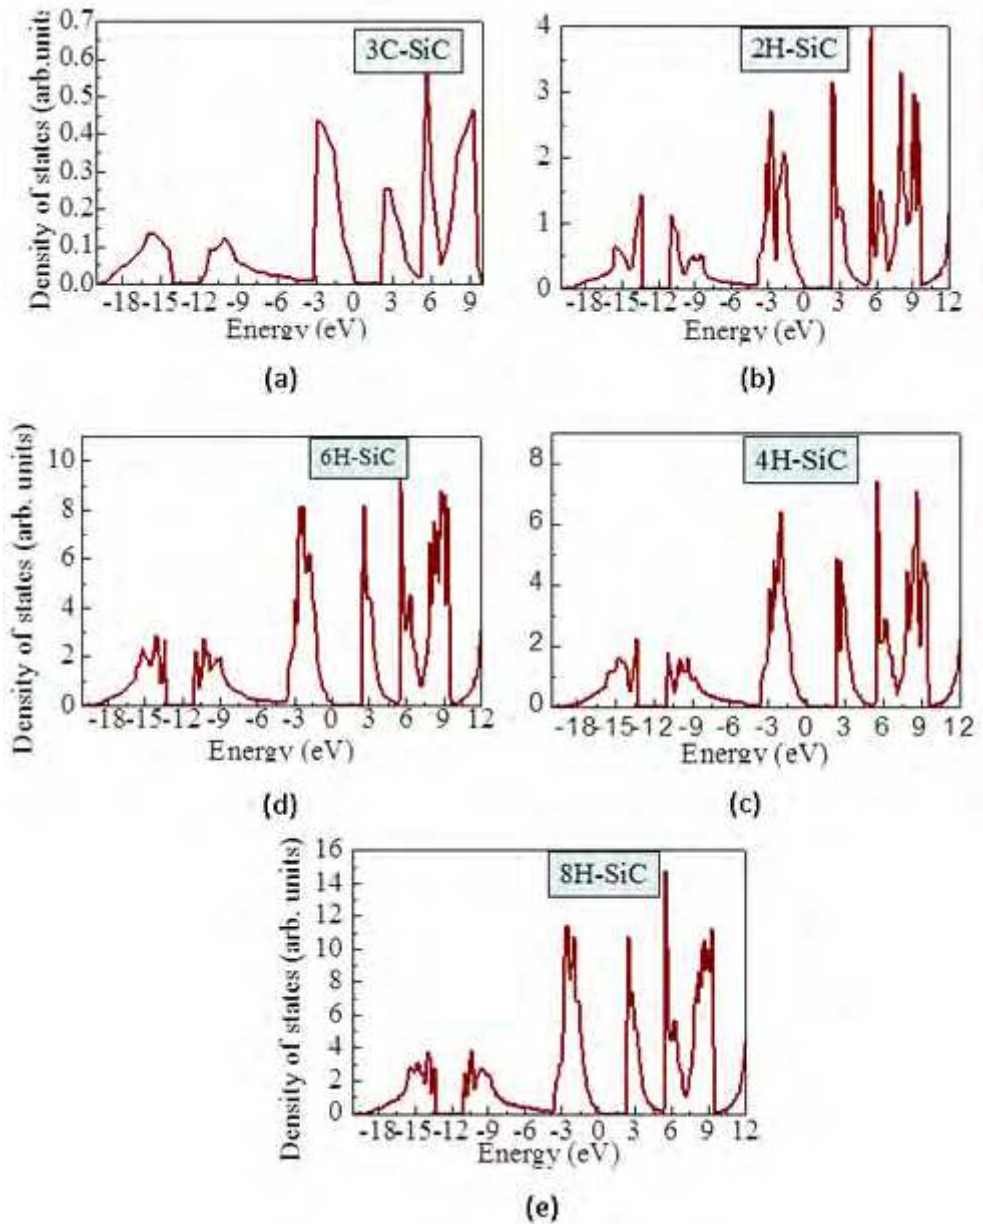 Density of states (arb.units)
0.7
0.6
0.5
0.4
0.3
0.2
0.1
0.0
3C-SiC
-18-15-12 -9 -6 -3 0 3 6 9
Energy (eV)
(a)
4
3
2
1
0
2H-SiC
-18-15-12 -9 -6 -3 0 3 6 9 12
Energy (eV)
(b)
Density of states (arb. units)
10
8
6
4
2
0
6H-SiC
-18-15-12 -9 -6 -3 0 3 6 9 12
Energy (eV)
(d)
8
6
4
2
0
4H-SiC
-18-15-12 -9 -6 -3 0 3 6 9 12
Energy (eV)
(c)
Density of states (arb. units)
16
14
12
10
8
6
4
2
0
8H-SiC
-18-15-12 -9 -6 -3 0 3 6 9 12
Energy (eV)
(e)